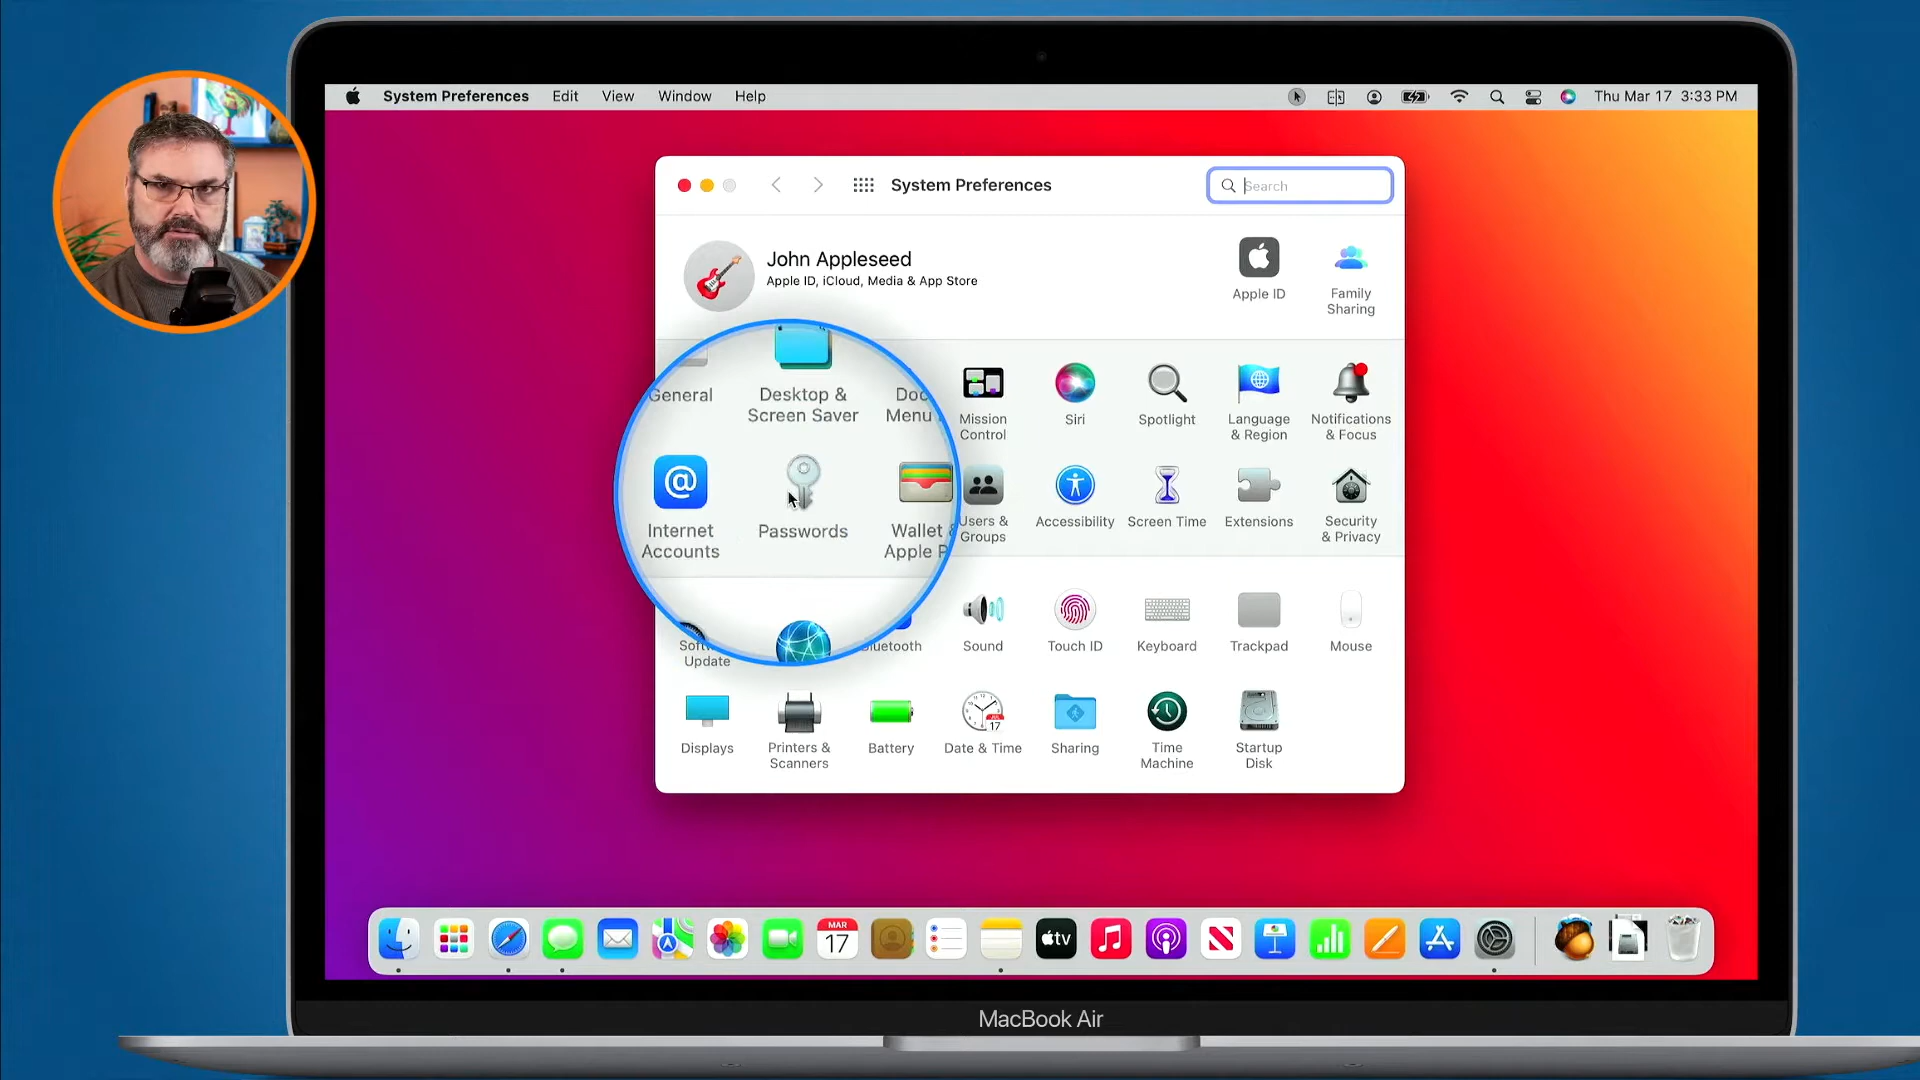 System Preferences Edit View Window Help Thu Mar 17 3:33 PM
System Preferences
Search
John Appleseed
Apple ID, iCloud, Media & App Store
Apple ID
Family
Sharing
General
Desktop &
Screen Saver
Doc
Menu
Mission
Control
Siri
Spotlight
Language
& Region
Notifications
& Focus
Internet
Accounts
Passwords
Wallet &
Apple P
Users &
Groups
Accessibility
Screen Time
Extensions
Security
& Privacy
Soft
Update
luetooth
Sound
Touch ID
Keyboard
Trackpad
Mouse
Displays
Printers &
Scanners
Battery
17
Date & Time
Sharing
Time
Machine
Startup
Disk
MAR
17
tv
MacBook Air